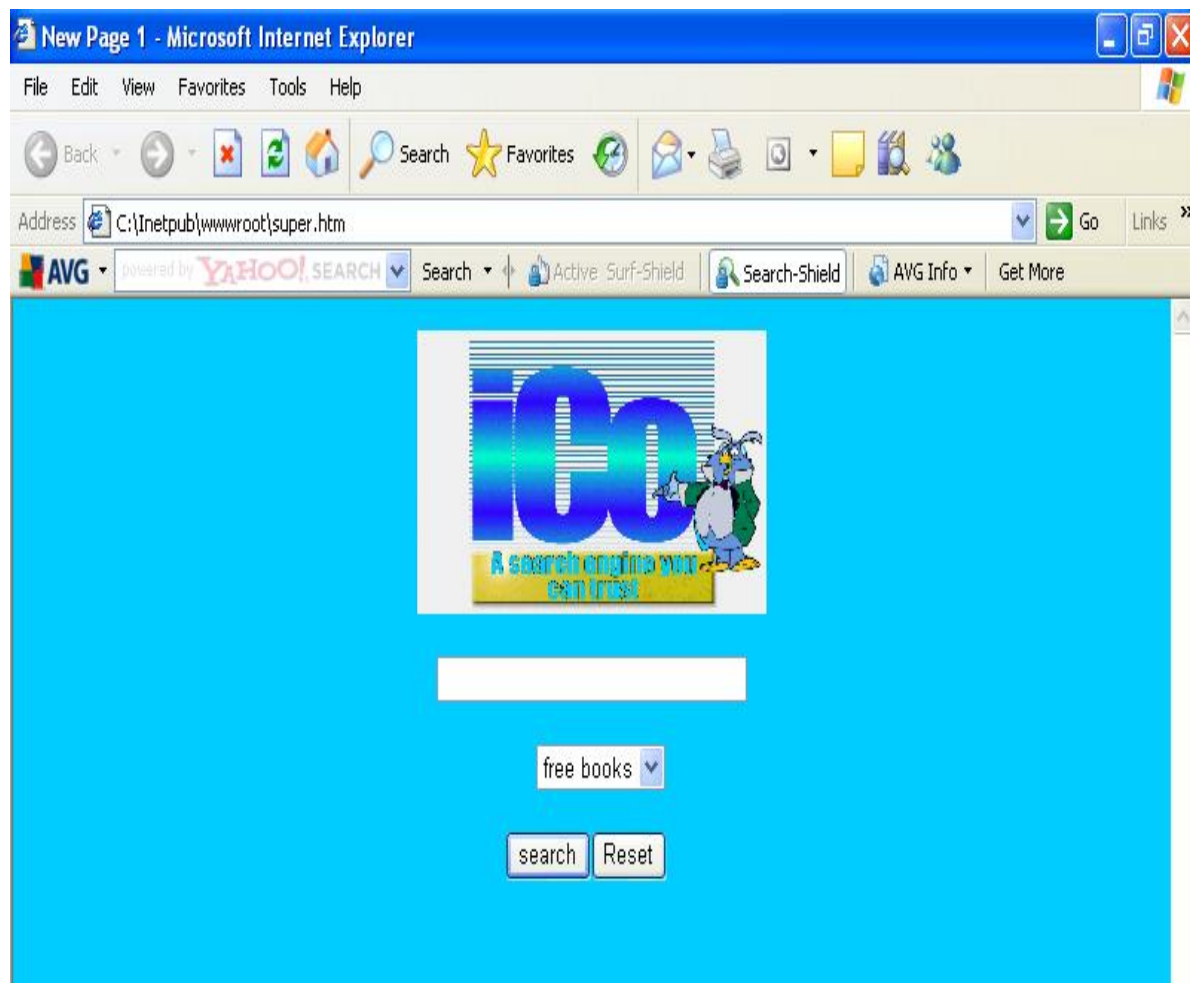 New Page 1 - Microsoft Internet Explorer
File Edit View Favorites Tools Help
Back Search Favorites
Address C:\Inetpub\wwwroot\super.htm Go Links »
AVG powered by YAHOO! SEARCH Search Active Surf-Shield Search-Shield AVG Info Get More
iCo
A search engine you
can trust
free books
search Reset